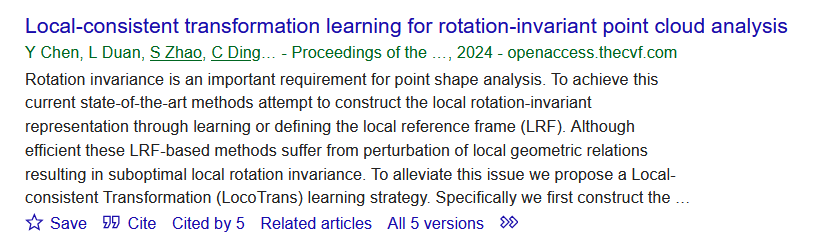 Local-consistent transformation learning for rotation-invariant point cloud analysis
Y Chen, L Duan, S Zhao, C Ding… - Proceedings of the …, 2024 - openaccess.thecvf.com
Rotation invariance is an important requirement for point shape analysis. To achieve this
current state-of-the-art methods attempt to construct the local rotation-invariant
representation through learning or defining the local reference frame (LRF). Although
efficient these LRF-based methods suffer from perturbation of local geometric relations
resulting in suboptimal local rotation invariance. To alleviate this issue we propose a Local-
consistent Transformation (LocoTrans) learning strategy. Specifically we first construct the …
Save Cite Cited by 5 Related articles All 5 versions